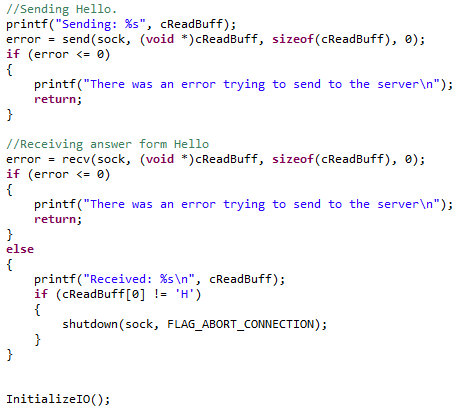 //Sending Hello.
printf("Sending: %s", cReadBuff);
error = send(sock, (void *)cReadBuff, sizeof(cReadBuff), 0);
if (error <= 0)
{
    printf("There was an error trying to send to the server\n");
    return;
}

//Receiving answer form Hello
error = recv(sock, (void *)cReadBuff, sizeof(cReadBuff), 0);
if (error <= 0)
{
    printf("There was an error trying to send to the server\n");
    return;
}
else
{
    printf("Received: %s\n", cReadBuff);
    if (cReadBuff[0] != 'H')
    {
        shutdown(sock, FLAG_ABORT_CONNECTION);
    }
}


InitializeIO();